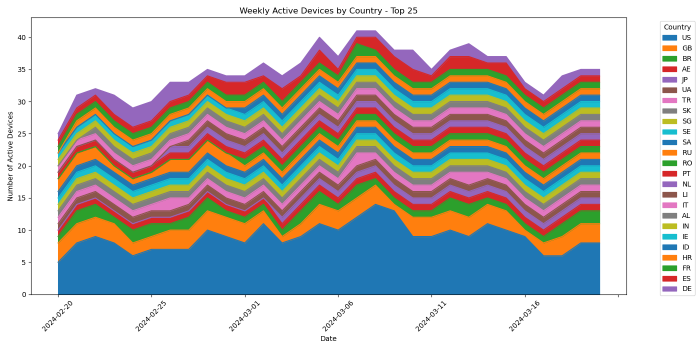 Weekly Active Devices by Country - Top 25
Number of Active Devices
40
35
30
25
20
15
10
5
0
2024-02-20
2024-02-25
2024-03-01
2024-03-06
2024-03-11
2024-03-16
Date
Country
US
GB
BR
AE
JP
UA
TR
SK
SG
SE
SA
RU
RO
PT
NL
LI
IT
AL
IN
IE
ID
HR
FR
ES
DE